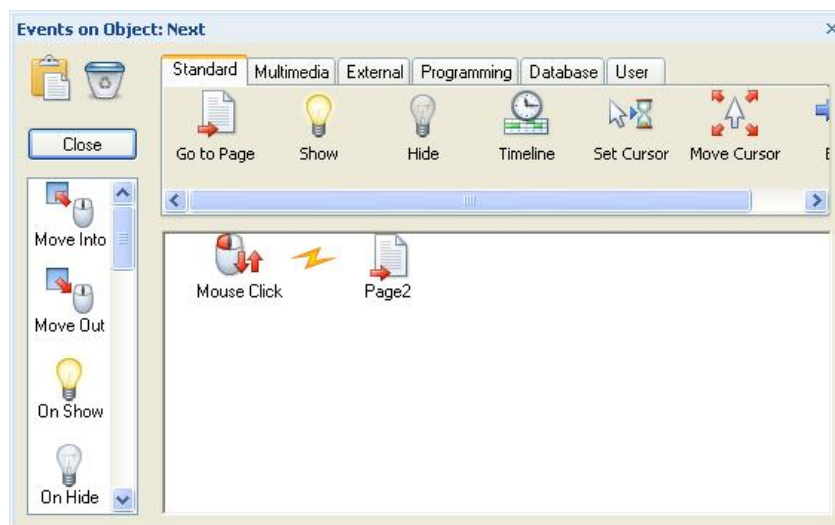 Events on Object: Next
Standard Multimedia External Programming Database User
Close
Go to Page Show Hide Timeline Set Cursor Move Cursor
Move Into
Mouse Click Page2
Move Out
On Show
On Hide